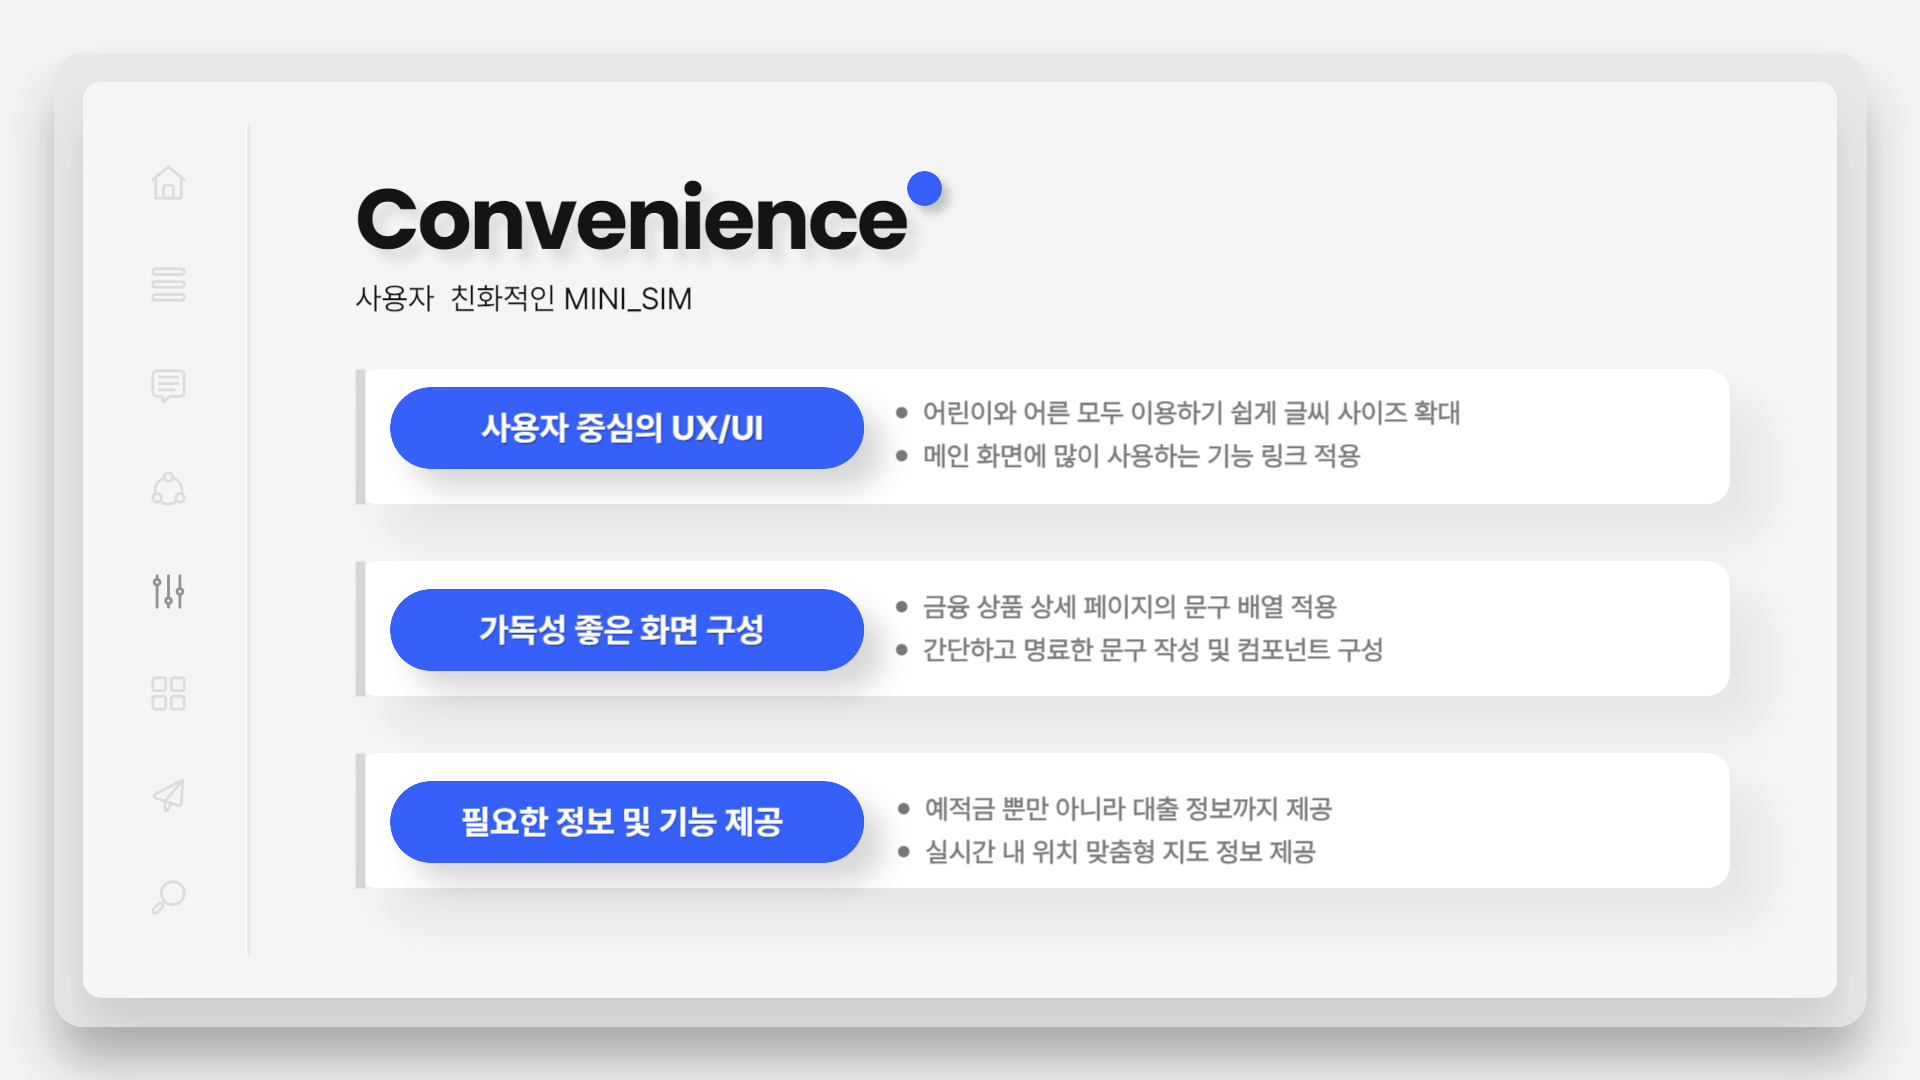 Convenience
사용자  친화적인 MINI_SIM
사용자 중심의 UX/UI
● 어린이와 어른 모두 이용하기 쉽게 글씨 사이즈 확대
● 메인 화면에 많이 사용하는 기능 링크 적용
가독성 좋은 화면 구성
● 금융 상품 상세 페이지의 문구 배열 적용
● 간단하고 명료한 문구 작성 및 컴포넌트 구성
필요한 정보 및 기능 제공
● 예적금 뿐만 아니라 대출 정보까지 제공
● 실시간 내 위치 맞춤형 지도 정보 제공